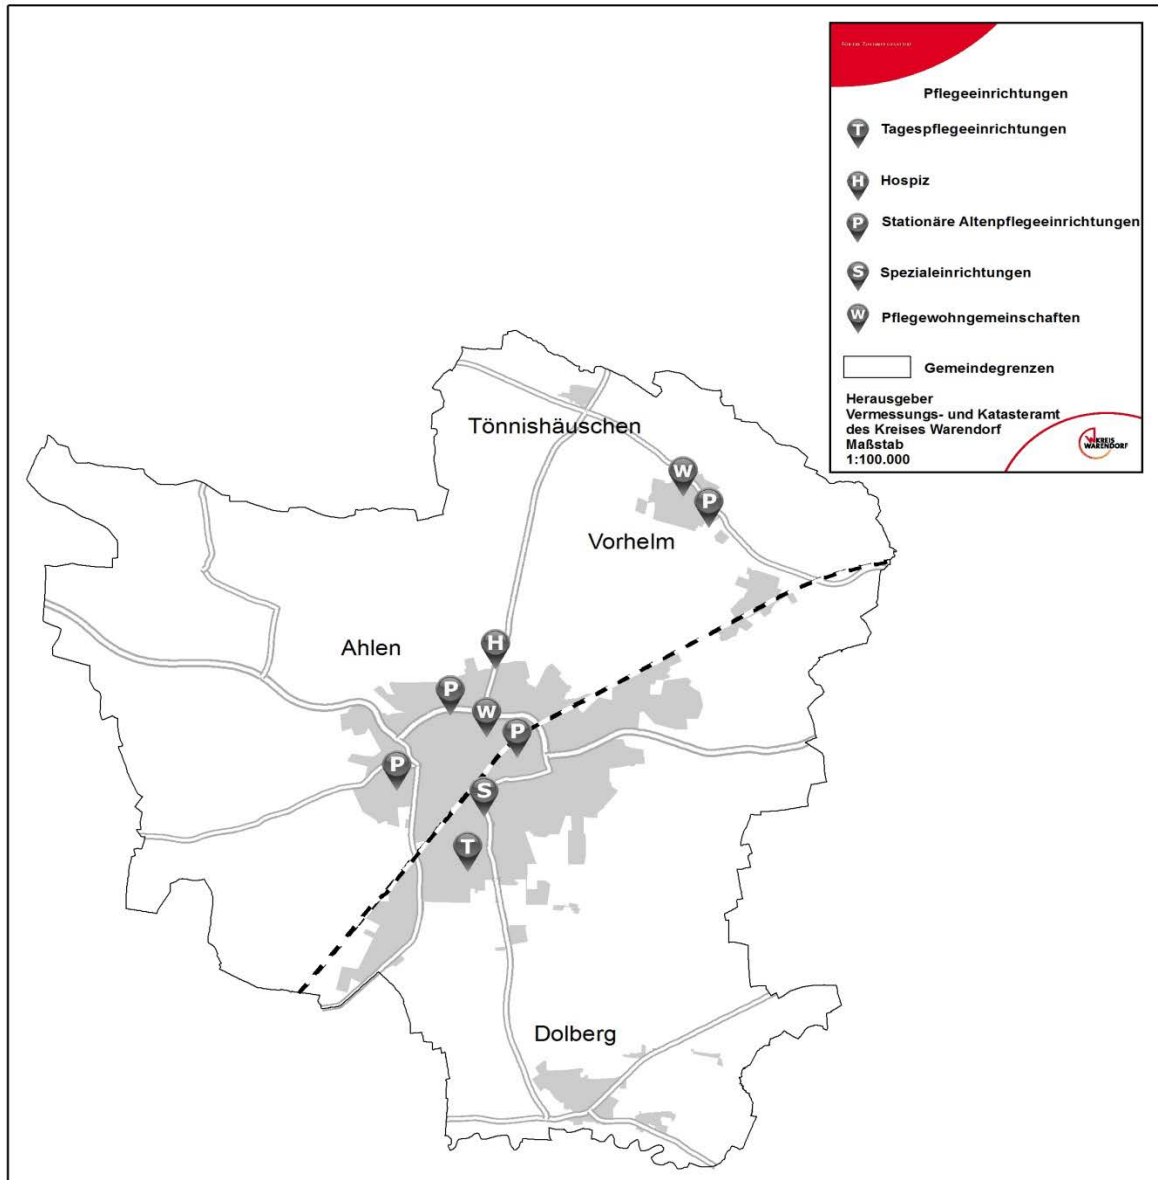 Pflegeeinrichtungen
T Tagespflegeeinrichtungen
H Hospiz
P Stationäre Altenpflegeeinrichtungen
S Spezialeinrichtungen
W Pflegewohngemeinschaften
Gemeindegrenzen
Herausgeber
Vermessungs- und Katasteramt
des Kreises Warendorf
Maßstab
1:100.000
KREIS
WARENDORF
Tönnishäuschen
W
P
Vorhelm
H
Ahlen
P
W
P
P
S
T
Dolberg